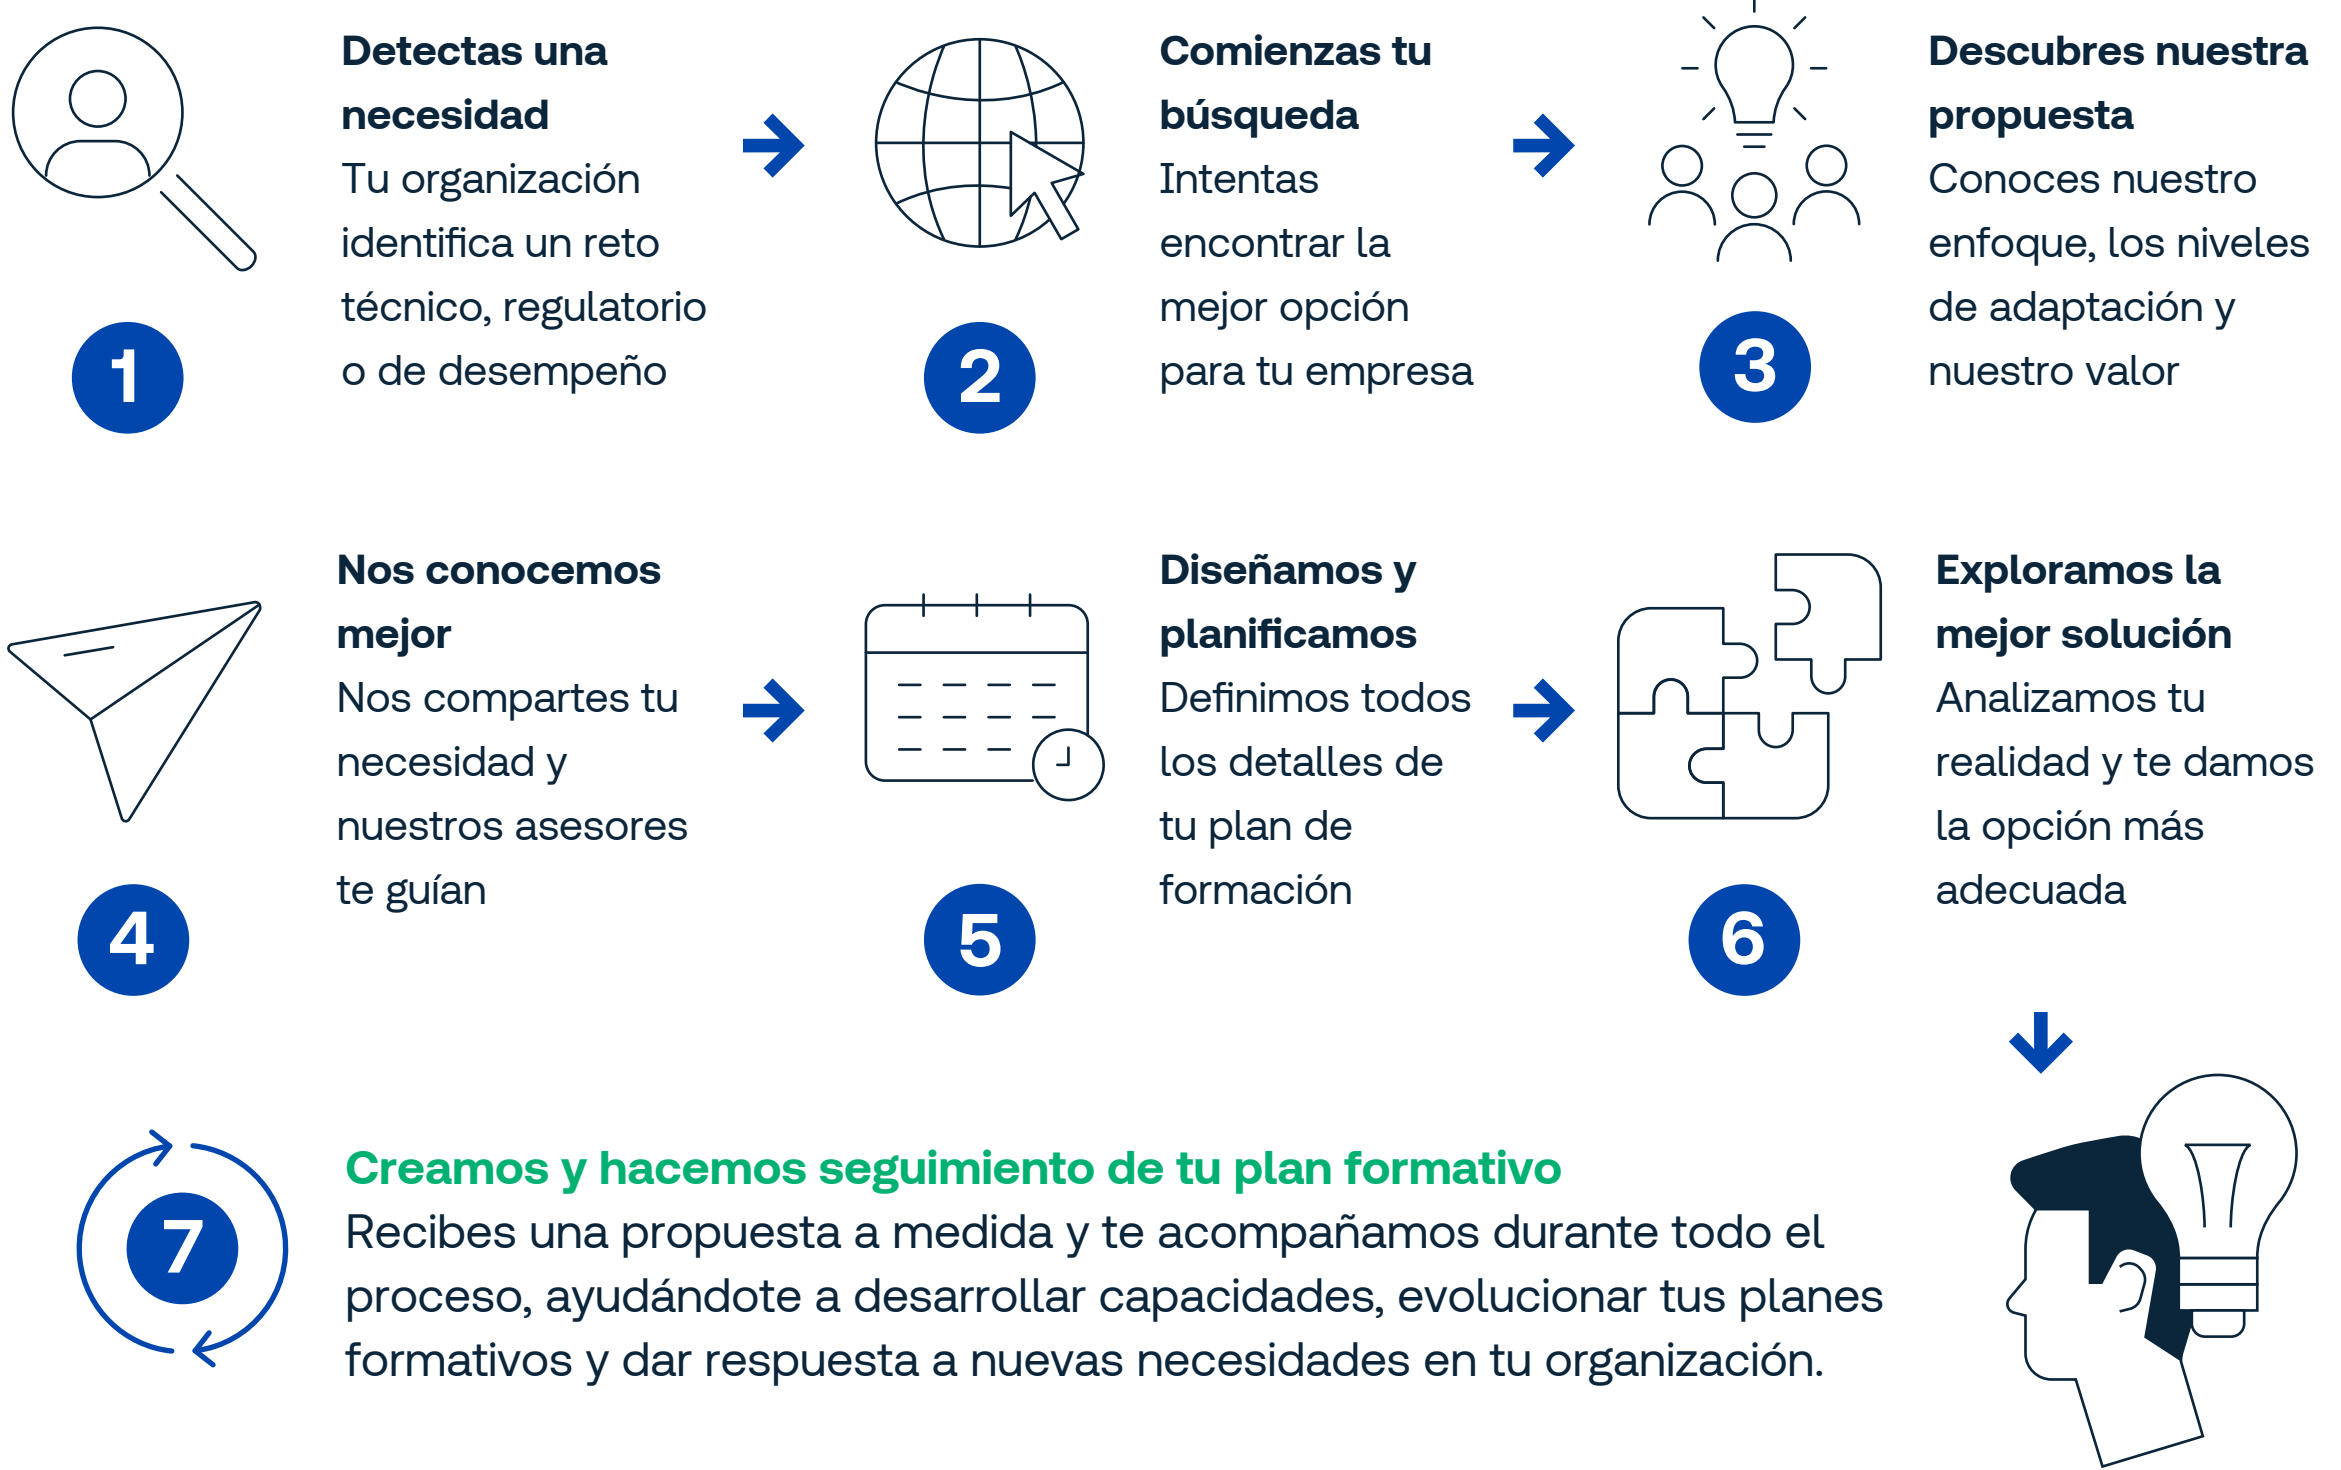 1
Detectas una
necesidad
Tu organización
identifica un reto
técnico, regulatorio
o de desempeño
2
Comienzas tu
búsqueda
Intentas
encontrar la
mejor opción
para tu empresa
3
Descubres nuestra
propuesta
Conoces nuestro
enfoque, los niveles
de adaptación y
nuestro valor
4
Nos conocemos
mejor
Nos compartes tu
necesidad y
nuestros asesores
te guían
5
Diseñamos y
planificamos
Definimos todos
los detalles de
tu plan de
formación
6
Exploramos la
mejor solución
Analizamos tu
realidad y te damos
la opción más
adecuada
7
Creamos y hacemos seguimiento de tu plan formativo
Recibes una propuesta a medida y te acompañamos durante todo el
proceso, ayudándote a desarrollar capacidades, evolucionar tus planes
formativos y dar respuesta a nuevas necesidades en tu organización.